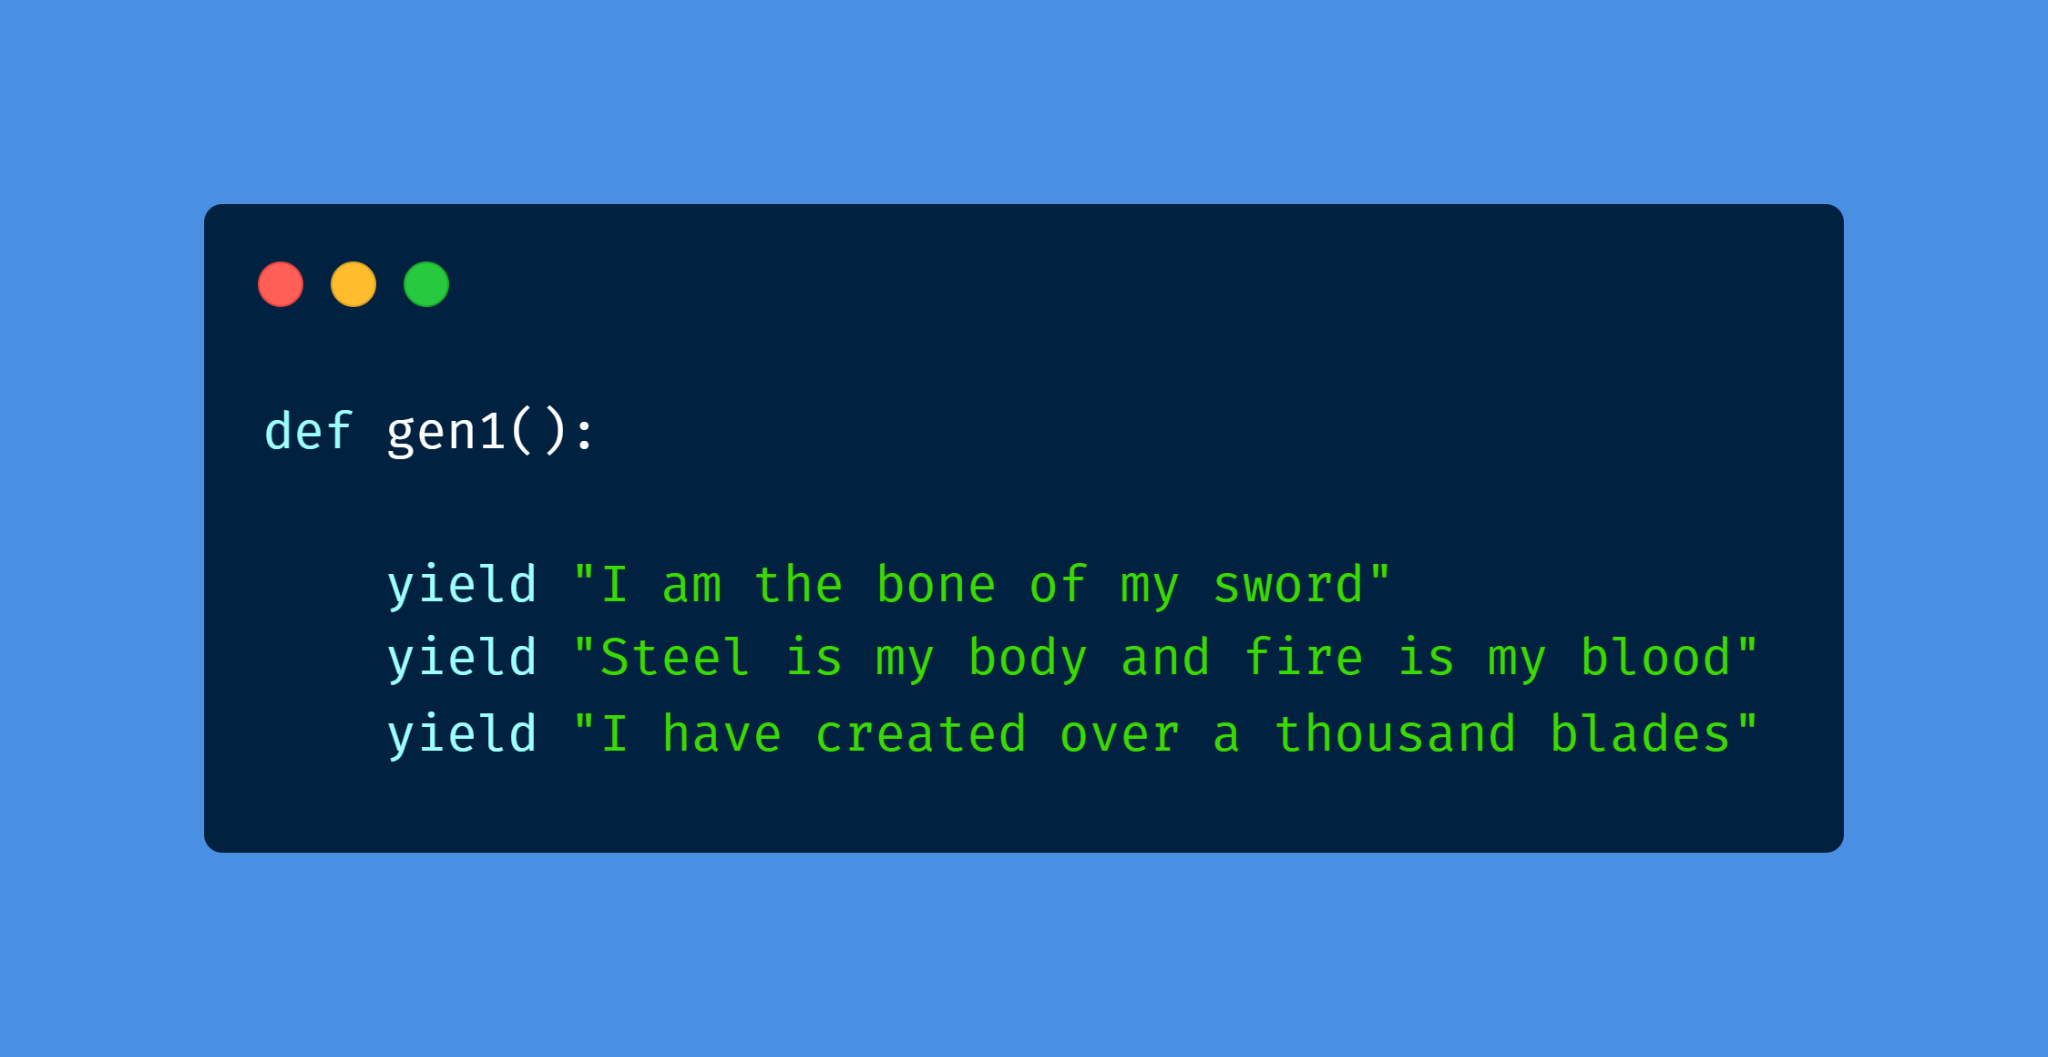 def gen1():
    yield "I am the bone of my sword"
    yield "Steel is my body and fire is my blood"
    yield "I have created over a thousand blades"